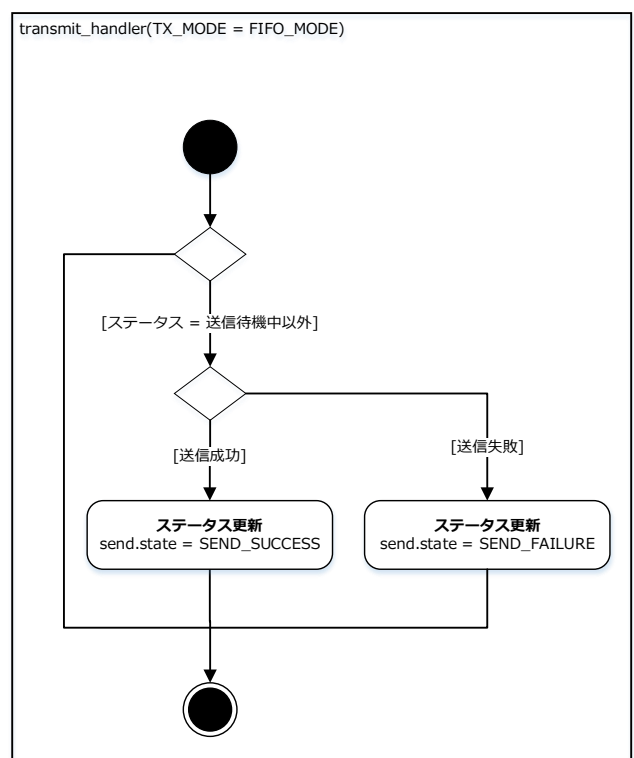 transmit_handler(TX_MODE = FIFO_MODE)
[ステータス = 送信待機中以外]
[送信成功]
[送信失敗]
ステータス更新
send.state = SEND_SUCCESS
ステータス更新
send.state = SEND_FAILURE